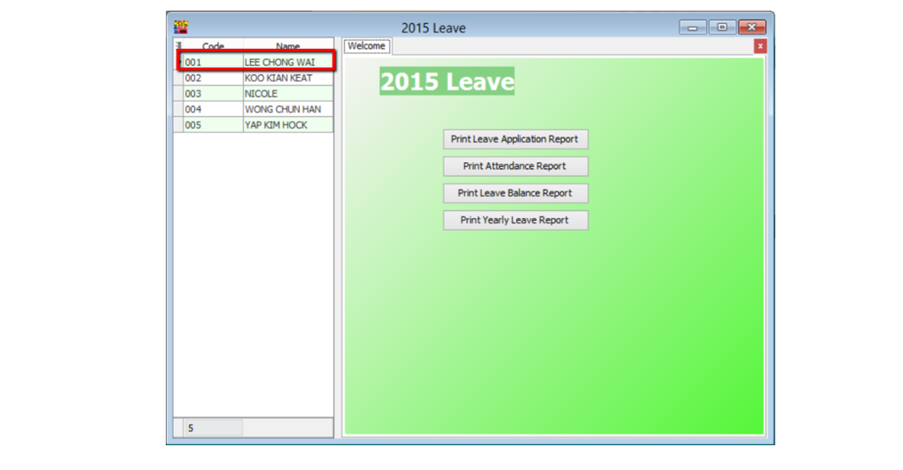 2015 Leave
Code Name
001 LEE CHONG WAI
002 KOO KIAN KEAT
003 NICOLE
004 WONG CHUN HAN
005 YAP KIM HOCK
5
Welcome
2015 Leave
Print Leave Application Report
Print Attendance Report
Print Leave Balance Report
Print Yearly Leave Report